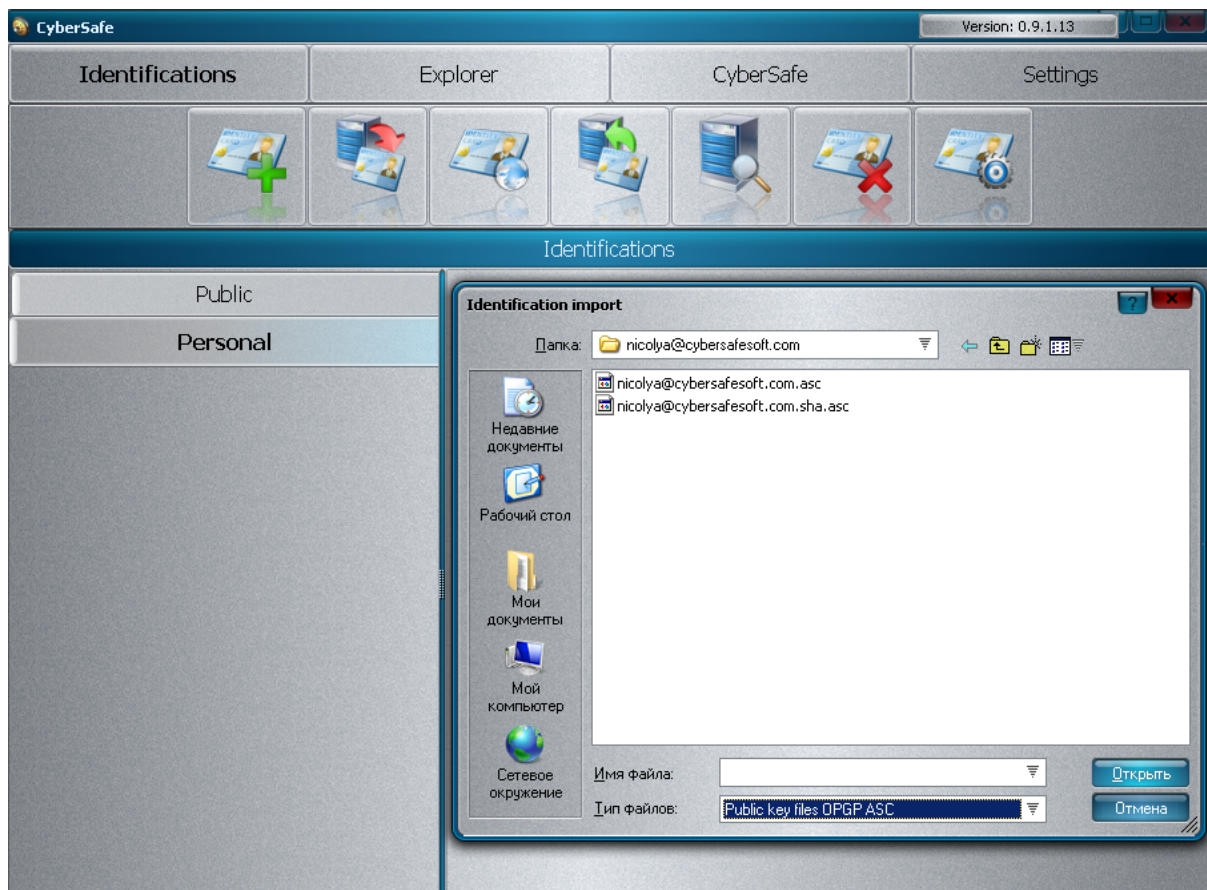 CyberSafe
Version: 0.9.1.13
Identifications
Explorer
CyberSafe
Settings
Identifications
Public
Personal
Identification import
Папка:
nicolya@cybersafesoft.com
nicolya@cybersafesoft.com.asc
nicolya@cybersafesoft.com.sha.asc
Недавние
документы
Рабочий стол
Мои
документы
Мой
компьютер
Сетевое
окружение
Имя файла:
Открыть
Тип файлов:
Public key files OPGP ASC
Отмена